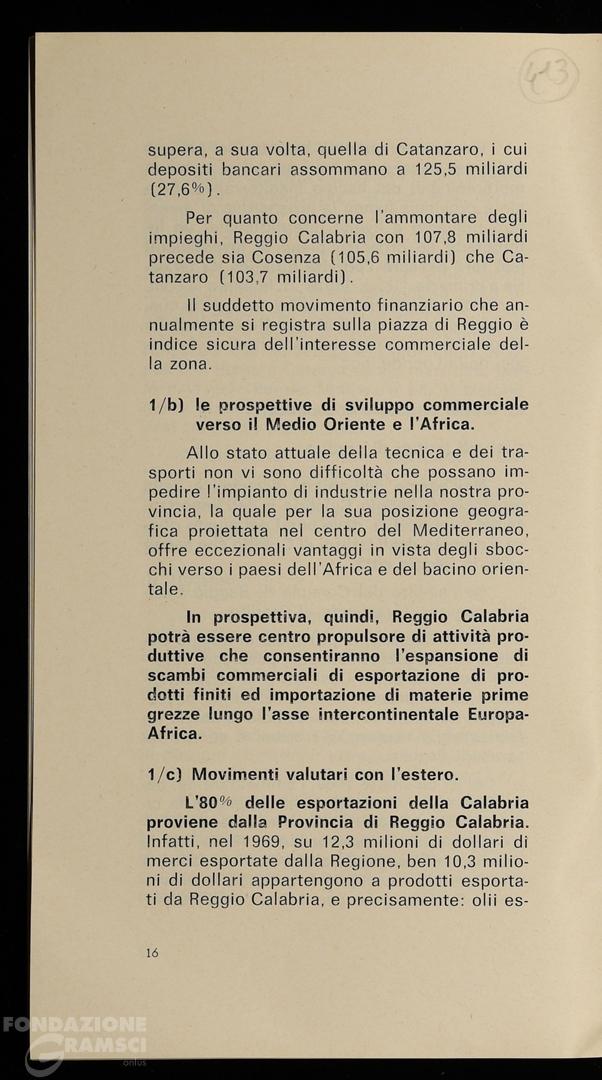 413
supera, a sua volta, quella di Catanzaro, i cui
depositi bancari assommano a 125,5 miliardi
(27,6%).
Per quanto concerne l'ammontare degli
impieghi, Reggio Calabria con 107,8 miliardi
precede sia Cosenza (105,6 miliardi) che Ca-
tanzaro (103,7 miliardi).
Il suddetto movimento finanziario che an-
nualmente si registra sulla piazza di Reggio è
indice sicura dell'interesse commerciale del-
la zona.
1/b) le prospettive di sviluppo commerciale
verso il Medio Oriente e l'Africa.
Allo stato attuale della tecnica e dei tra-
sporti non vi sono difficoltà che possano im-
pedire l'impianto di industrie nella nostra pro-
vincia, la quale per la sua posizione geogra-
fica proiettata nel centro del Mediterraneo,
offre eccezionali vantaggi in vista degli sboc-
chi verso i paesi dell'Africa e del bacino orien-
tale.
In prospettiva, quindi, Reggio Calabria
potrà essere centro propulsore di attività pro-
duttive che consentiranno l'espansione di
scambi commerciali di esportazione di pro-
dotti finiti ed importazione di materie prime
grezze lungo l'asse intercontinentale Europa-
Africa.
1/c) Movimenti valutari con l'estero.
L'80% delle esportazioni della Calabria
proviene dalla Provincia di Reggio Calabria.
Infatti, nel 1969, su 12,3 milioni di dollari di
merci esportate dalla Regione, ben 10,3 milio-
ni di dollari appartengono a prodotti esporta-
ti da Reggio Calabria, e precisamente: olii es-
16
FONDAZIONE
GRAMSCI
onlus